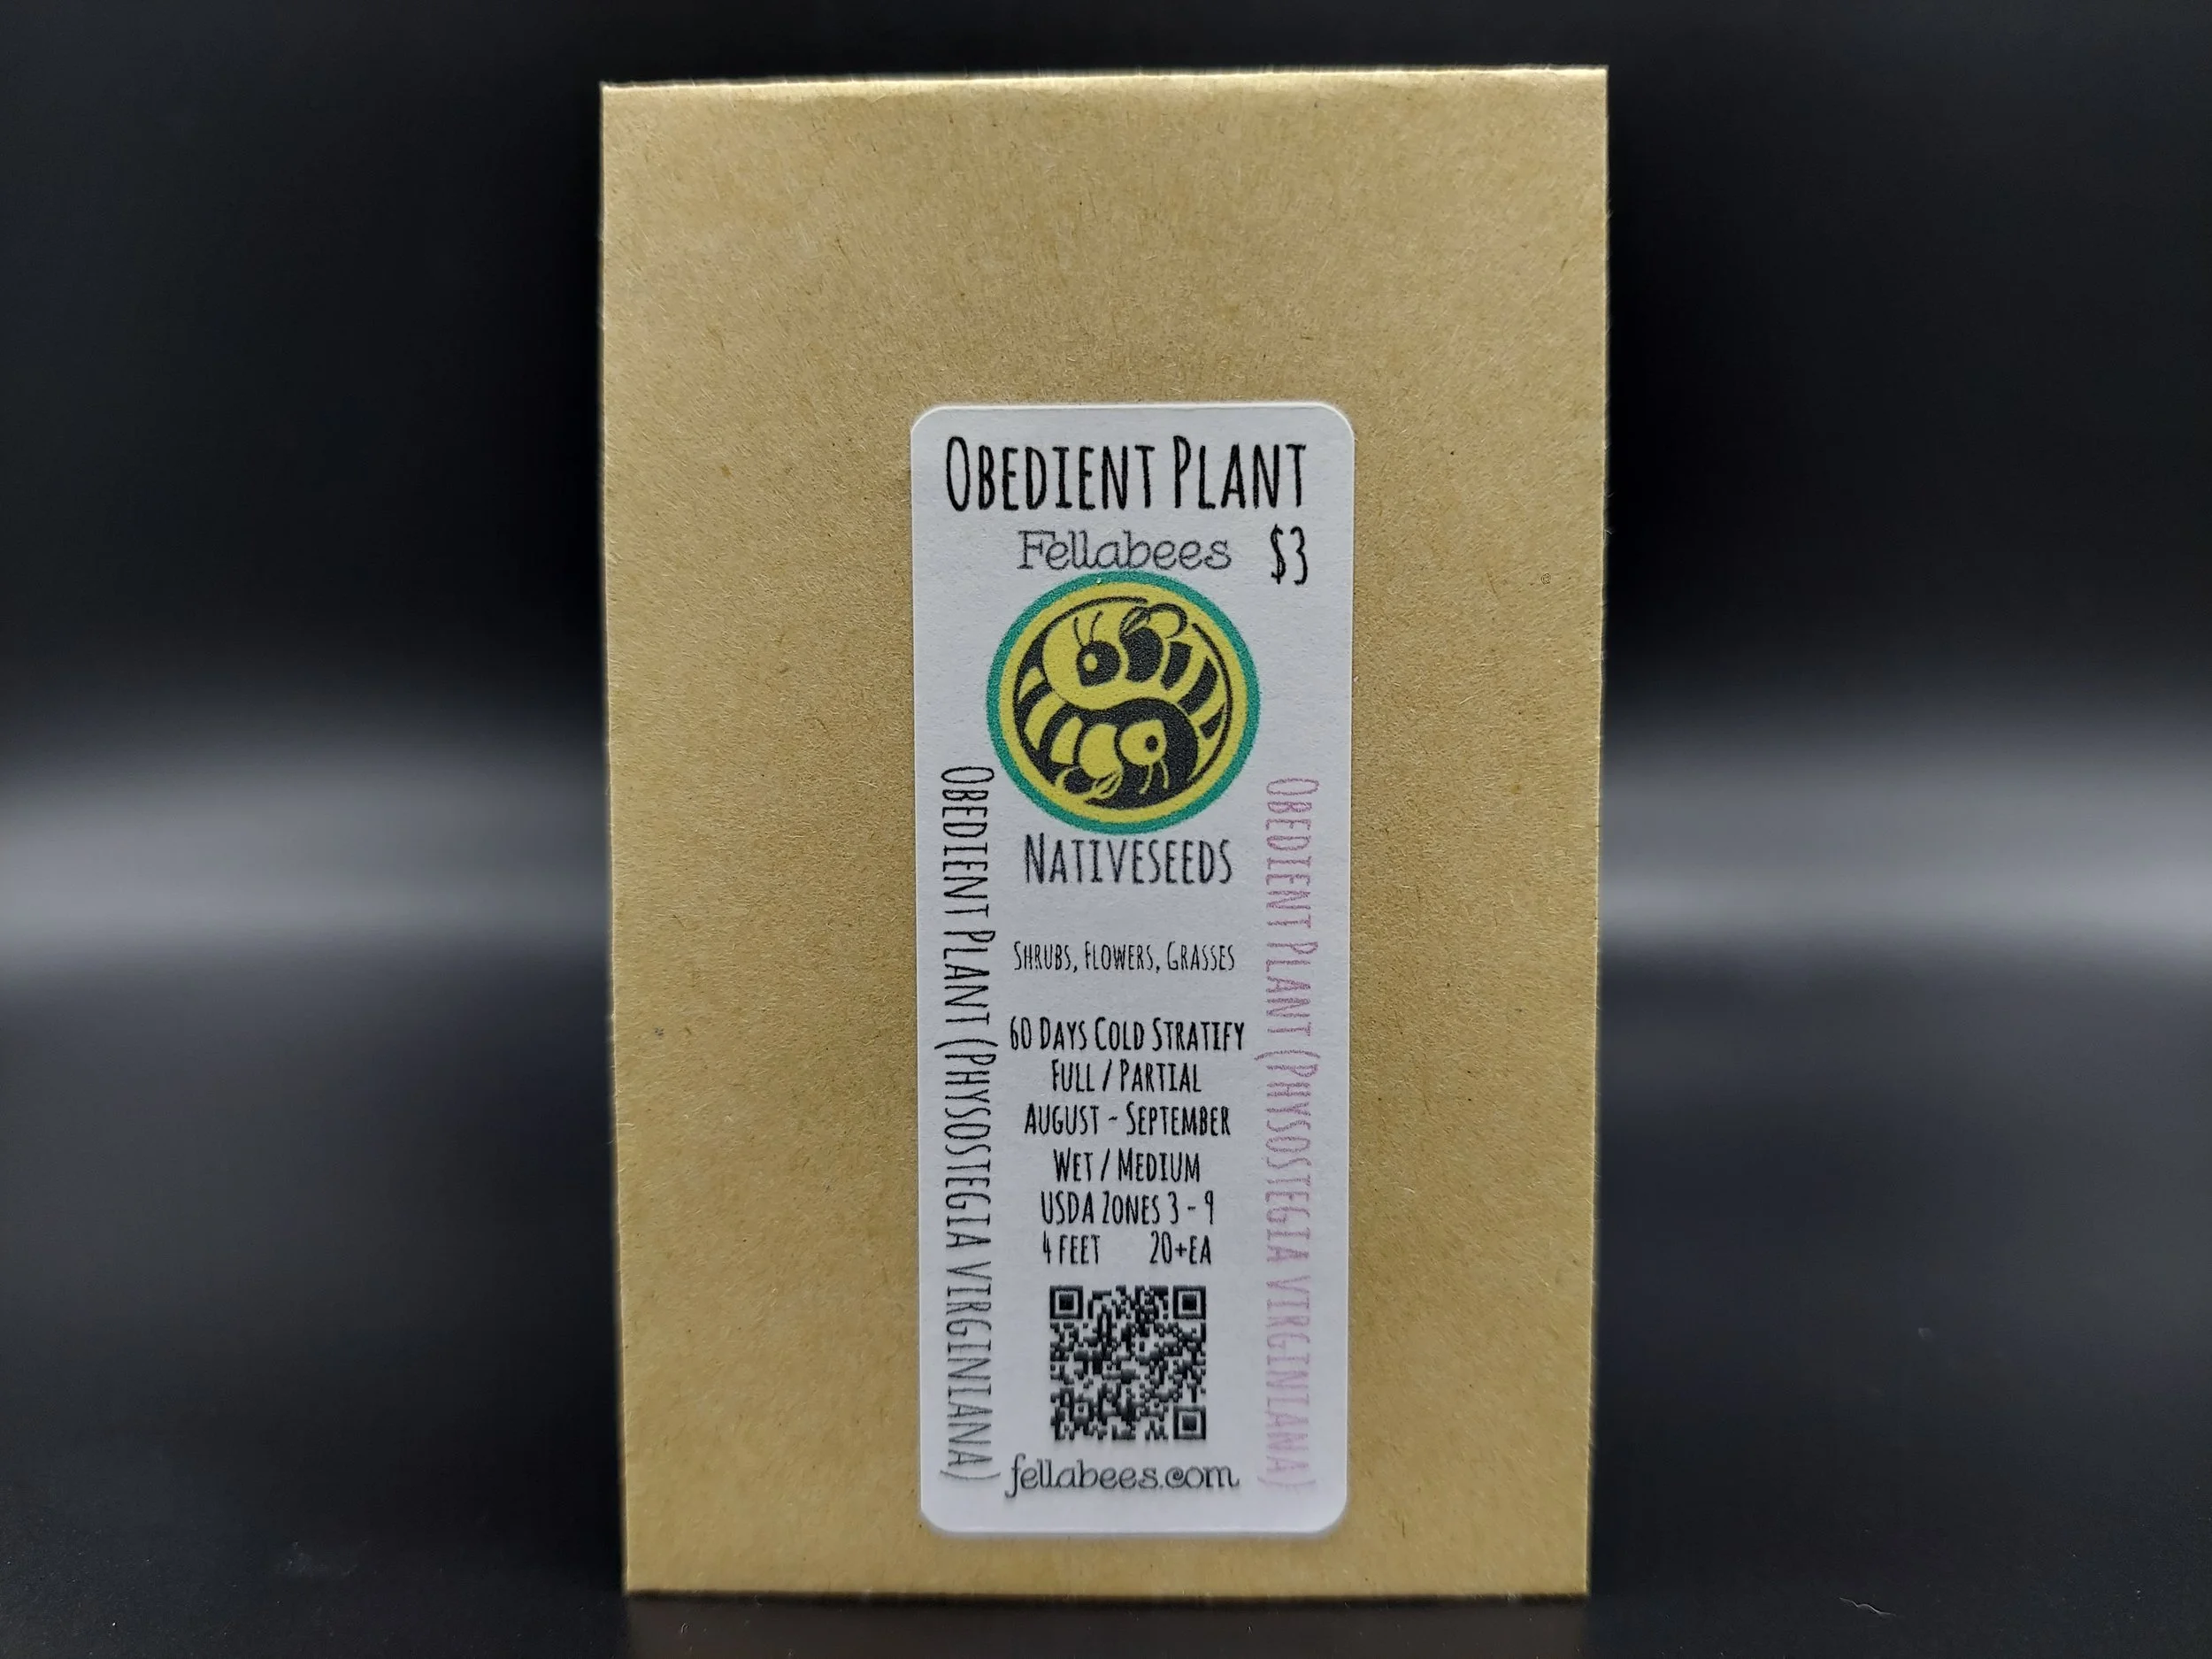 Obedient Plant
Fellabees
$3
Nativeseeds
Shrubs, Flowers, Grasses
60 Days Cold Stratify
Full / Partial
August - September
Wet / Medium
USDA Zones 3 - 9
4 feet 20+ea
fellabees.com
Obedient Plant (Physostegia virginiana)
Obedient Plant (Physostegia virginiana)